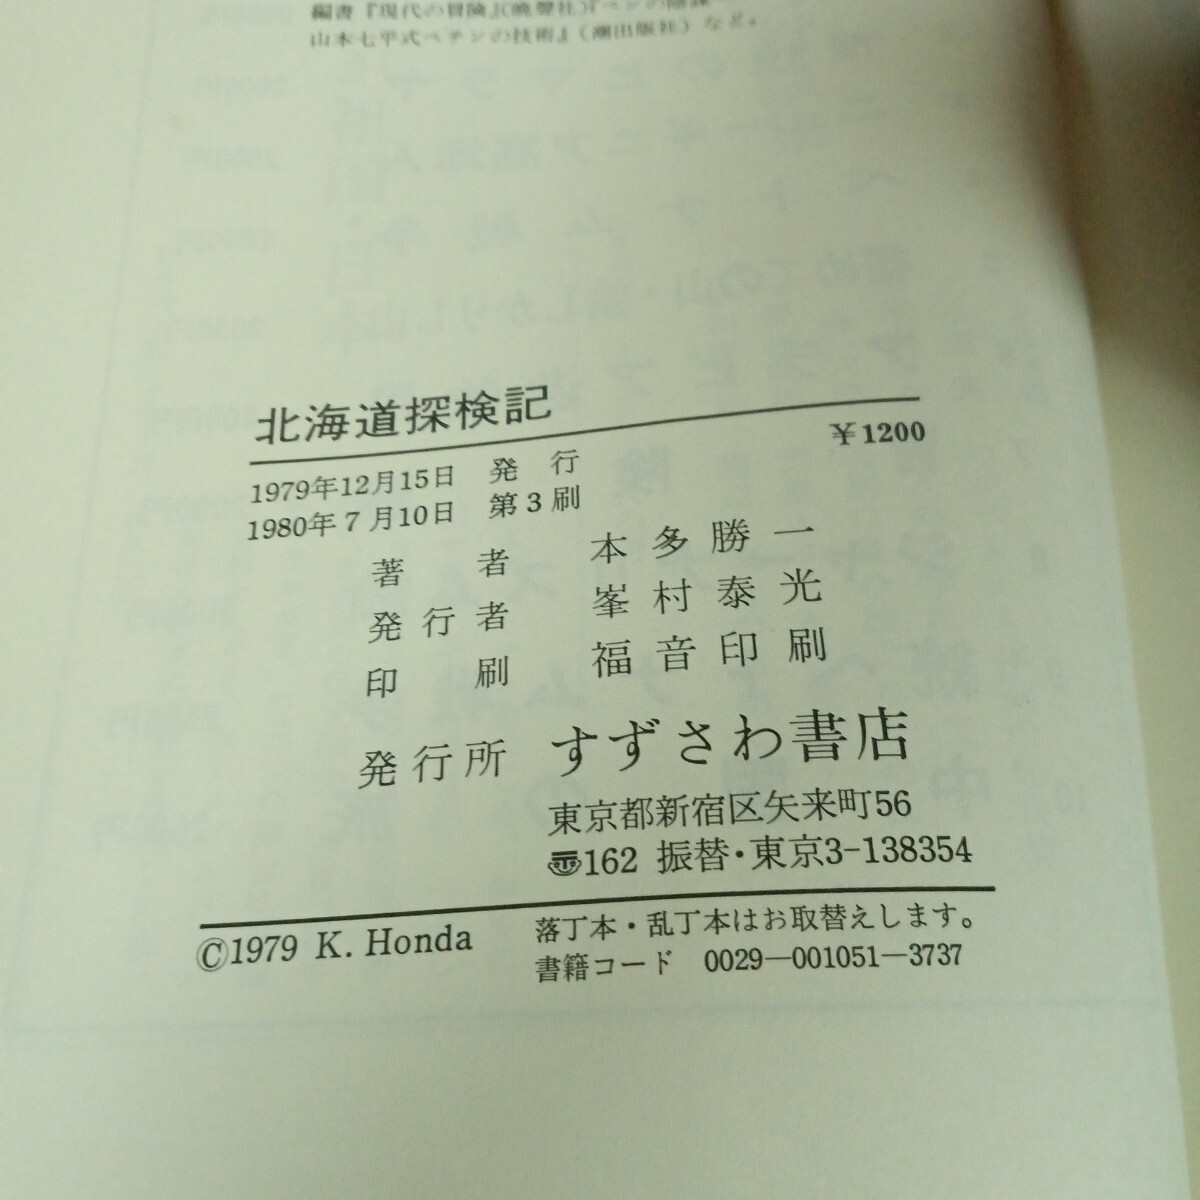 編書『現代の冒険』(晩聲社)『ペンの陰謀
山本七平式ペテンの技術』(潮出版社)など。
北海道探検記
¥1200
1979年12月15日 発行
1980年7月10日 第3刷
著者 本多勝一
発行者 峯村泰光
印刷 福音印刷
発行所 すずさわ書店
東京都新宿区矢来町56
〠162 振替・東京3-138354
©1979 K. Honda
落丁本・乱丁本はお取替えします。
書籍コード 0029—001051—3737